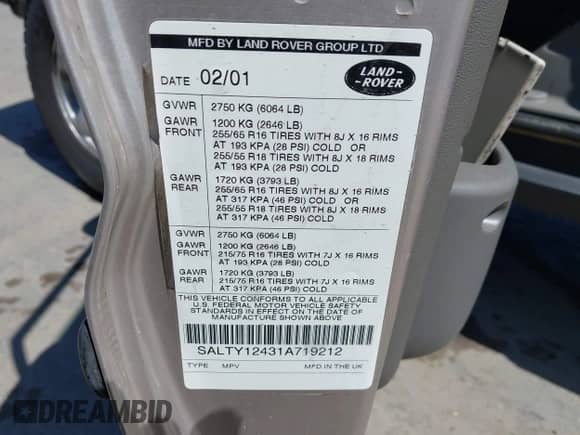 MFD BY LAND ROVER GROUP LTD
DATE 02/01
LAND-
-ROVER
GVWR 2750 KG (6064 LB)
GAWR 1200 KG (2646 LB)
FRONT 255/65 R16 TIRES WITH 8J X 16 RIMS
AT 193 KPA (28 PSI) COLD OR
255/55 R18 TIRES WITH 8J X 18 RIMS
AT 193 KPA (28 PSI) COLD
GAWR 1720 KG (3793 LB)
REAR 255/65 R16 TIRES WITH 8J X 16 RIMS
AT 317 KPA (46 PSI) COLD OR
255/55 R18 TIRES WITH 8J X 18 RIMS
AT 317 KPA (46 PSI) COLD
GVWR 2750 KG (6064 LB)
GAWR 1200 KG (2646 LB)
FRONT 215/75 R16 TIRES WITH 7J X 16 RIMS
AT 193 KPA (28 PSI) COLD
GAWR 1720 KG (3793 LB)
REAR 215/75 R16 TIRES WITH 7J X 16 RIMS
AT 317 KPA (46 PSI) COLD
THIS VEHICLE CONFORMS TO ALL APPLICABLE
U.S. FEDERAL MOTOR VEHICLE SAFETY
STANDARDS IN EFFECT ON THE DATE OF
MANUFACTURE SHOWN ABOVE
SALTY12431A719212
TYPE MPV MFD IN THE UK
DREAMBID